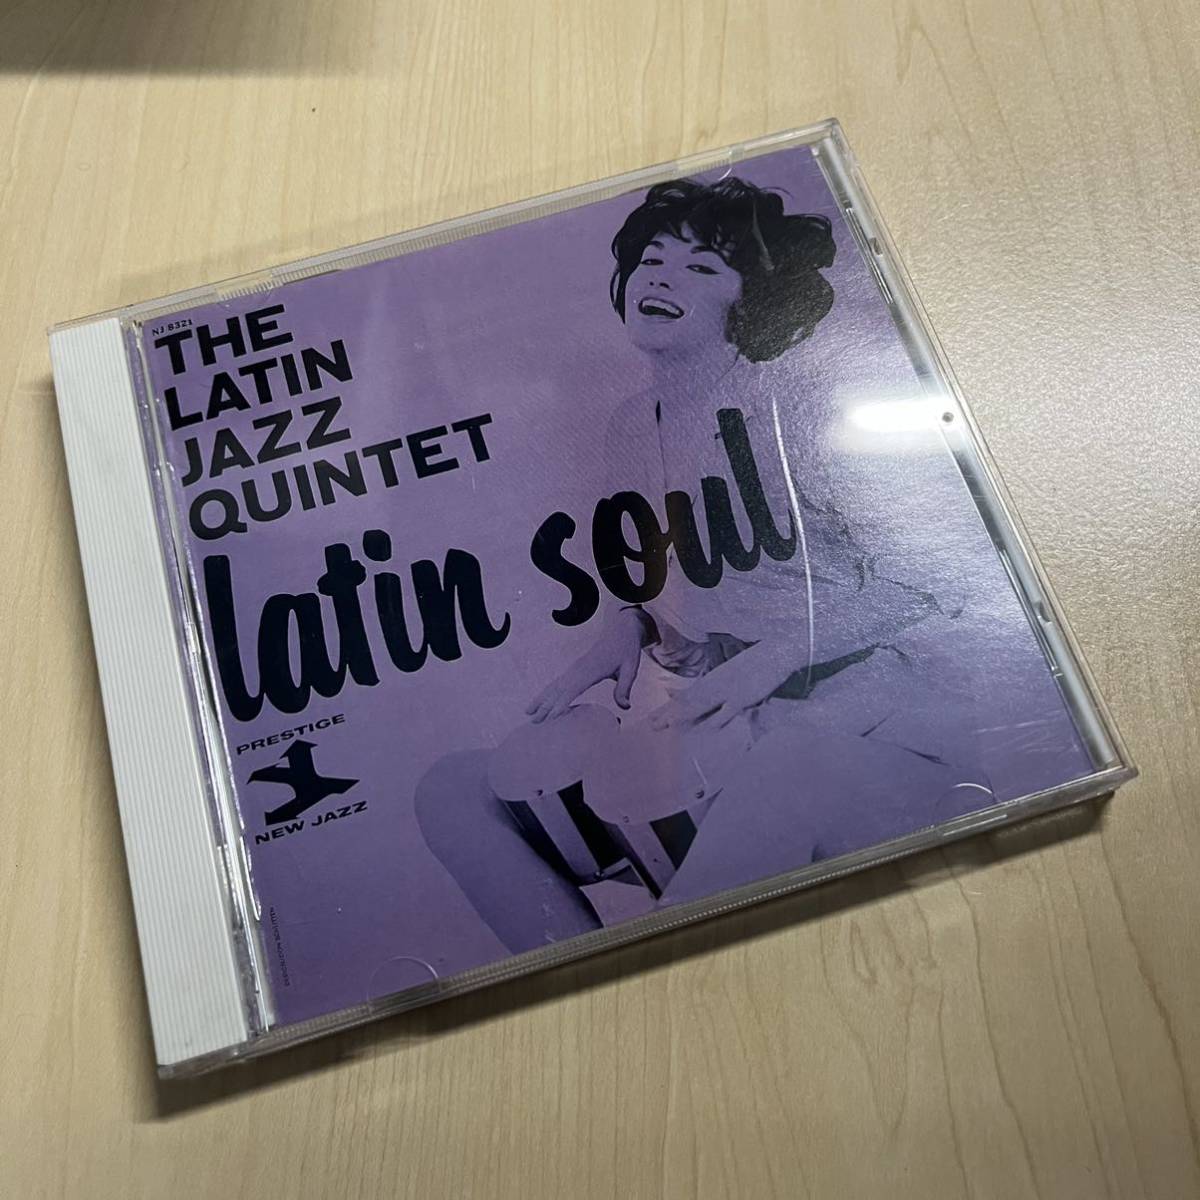 NJ 8321
THE
LATIN
JAZZ
QUINTET
latin soul
PRESTIGE
NEW JAZZ